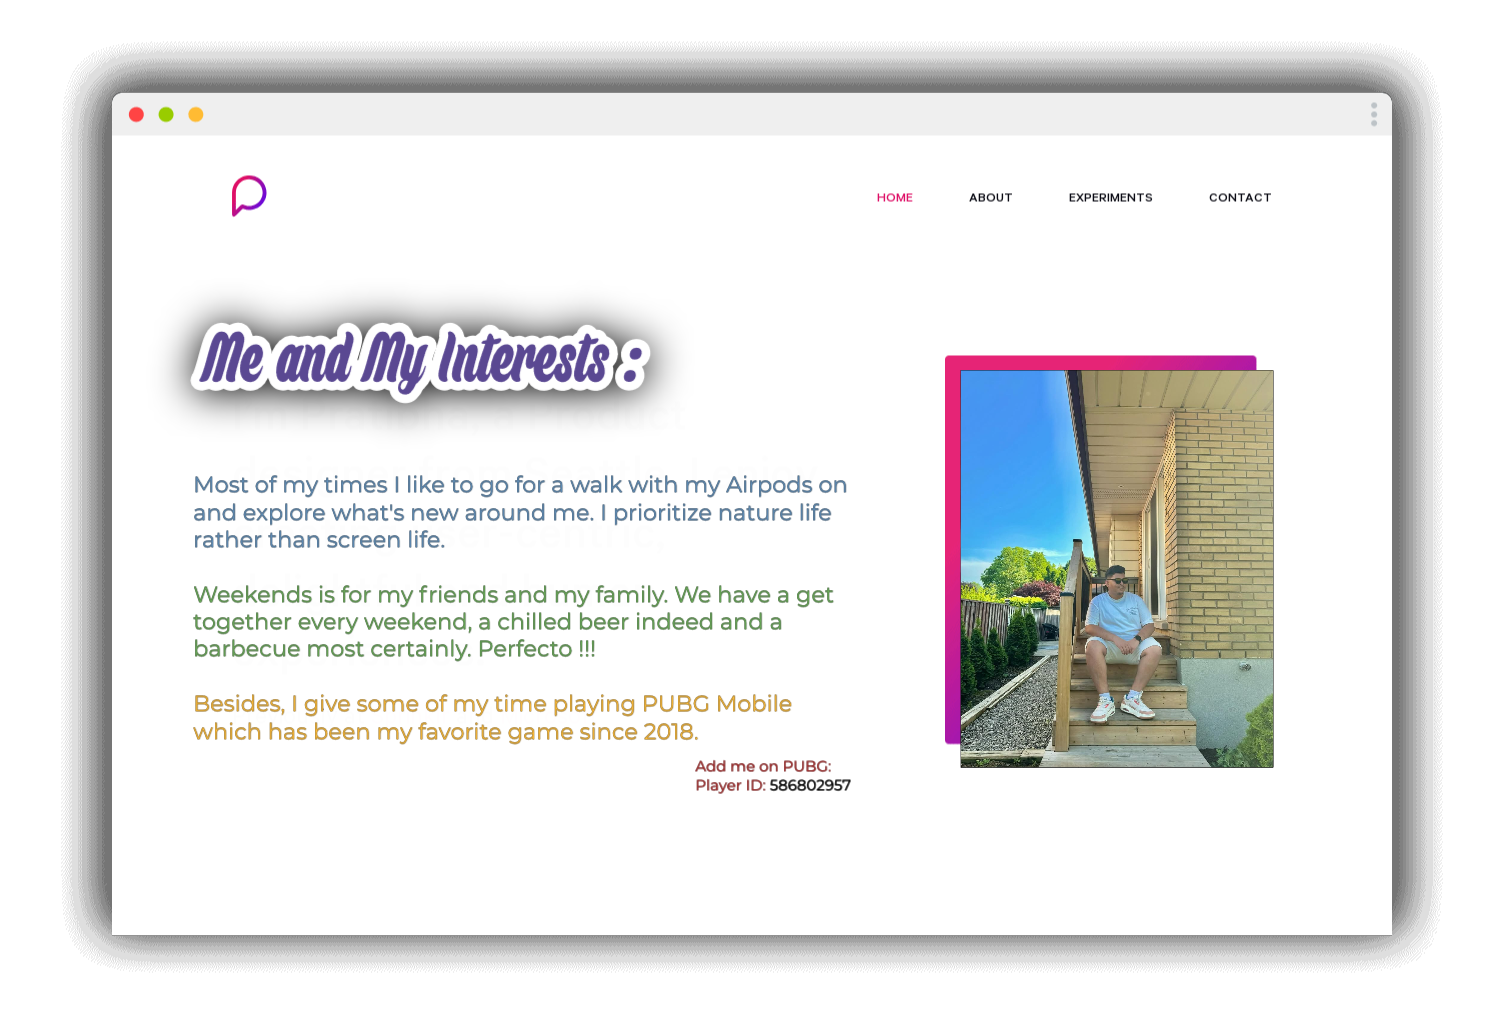 HOME ABOUT EXPERIMENTS CONTACT
Me and My Interests :
Most of my times I like to go for a walk with my Airpods on
and explore what's new around me. I prioritize nature life
rather than screen life.
Weekends is for my friends and my family. We have a get
together every weekend, a chilled beer indeed and a
barbecue most certainly. Perfecto !!!
Besides, I give some of my time playing PUBG Mobile
which has been my favorite game since 2018.
Add me on PUBG:
Player ID: 586802957